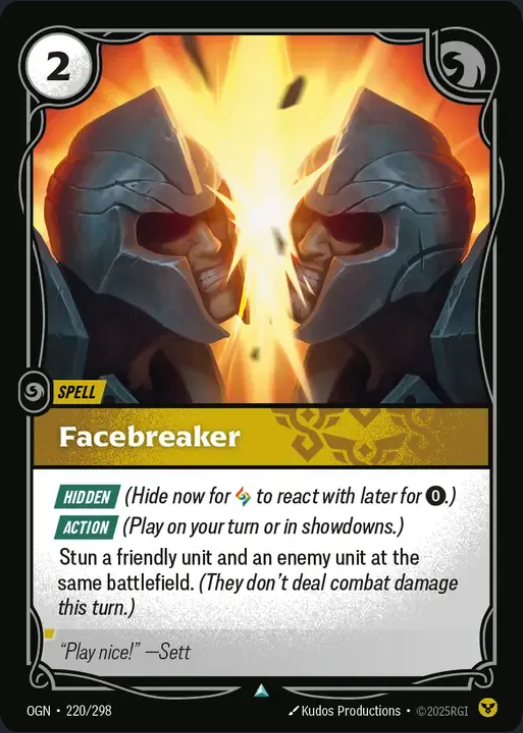 2
SPELL
Facebreaker
HIDDEN (Hide now for to react with later for 0.)
ACTION (Play on your turn or in showdowns.)
Stun a friendly unit and an enemy unit at the
same battlefield. (They don't deal combat damage
this turn.)
"Play nice!" —Sett
OGN • 220/298 Kudos Productions • ©2025RGI